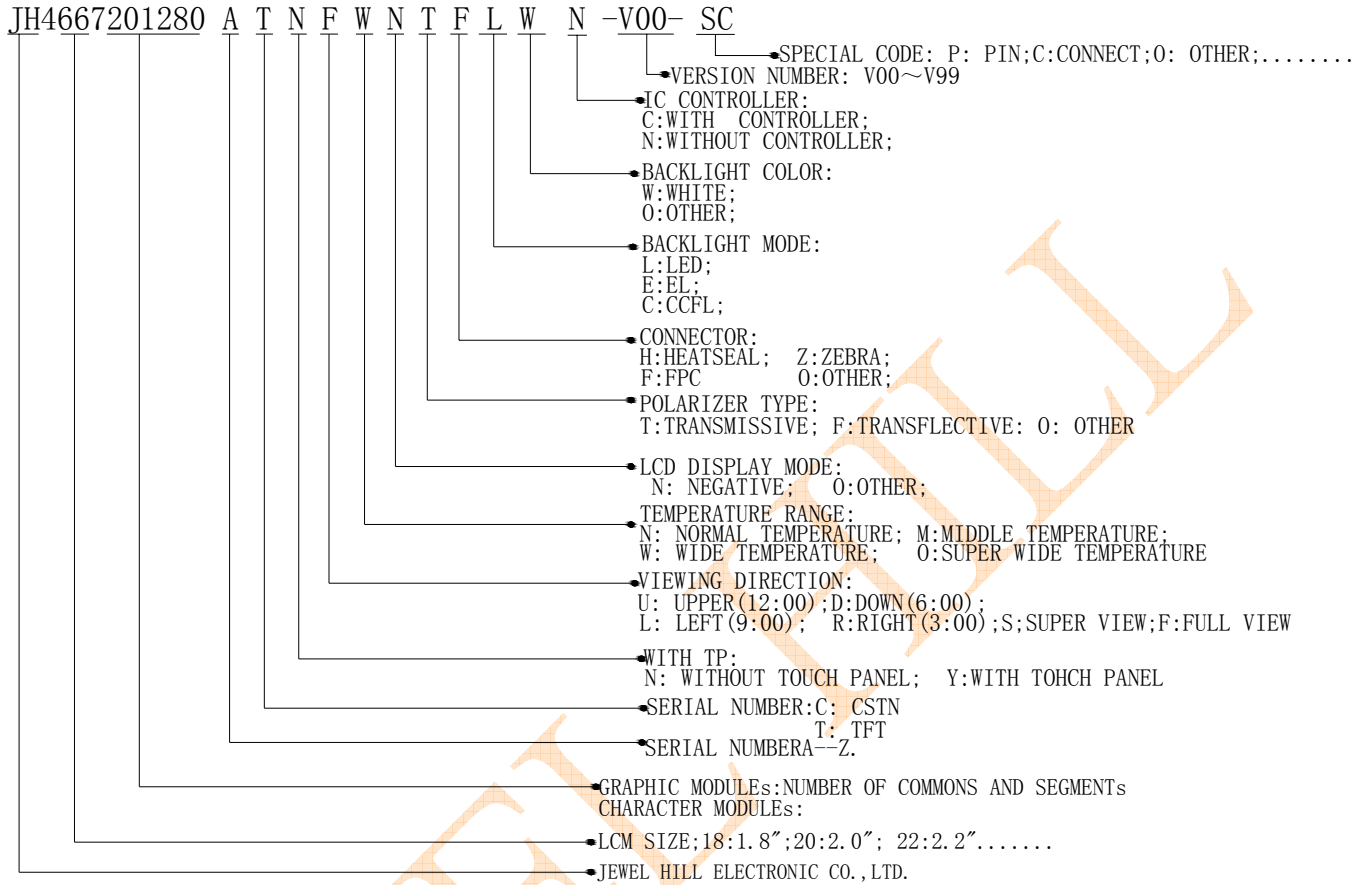 JH4667201280 A T N F W N T F L W N -V00- SC
SPECIAL CODE: P: PIN;C:CONNECT;O: OTHER;........
VERSION NUMBER: V00～V99
IC CONTROLLER:
C:WITH CONTROLLER;
N:WITHOUT CONTROLLER;
BACKLIGHT COLOR:
W:WHITE;
O:OTHER;
BACKLIGHT MODE:
L:LED;
E:EL;
C:CCFL;
CONNECTOR:
H:HEATSEAL; Z:ZEBRA;
F:FPC O:OTHER;
POLARIZER TYPE:
T:TRANSMISSIVE; F:TRANSFLECTIVE: O: OTHER
LCD DISPLAY MODE:
N: NEGATIVE; O:OTHER;
TEMPERATURE RANGE:
N: NORMAL TEMPERATURE; M:MIDDLE TEMPERATURE;
W: WIDE TEMPERATURE; O:SUPER WIDE TEMPERATURE
VIEWING DIRECTION:
U: UPPER(12:00);D:DOWN(6:00);
L: LEFT(9:00); R:RIGHT(3:00);S;SUPER VIEW;F:FULL VIEW
WITH TP:
N: WITHOUT TOUCH PANEL; Y:WITH TOHCH PANEL
SERIAL NUMBER:C: CSTN
T: TFT
SERIAL NUMBERA--Z.
GRAPHIC MODULEs:NUMBER OF COMMONS AND SEGMENTs
CHARACTER MODULEs:
LCM SIZE;18:1.8″;20:2.0″; 22:2.2″.......
JEWEL HILL ELECTRONIC CO.,LTD.
EL HILL